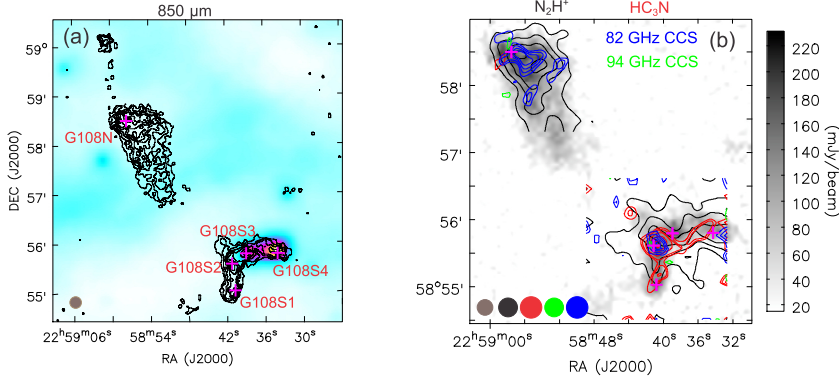 850 μm
(a)
59°
59'
58'
57'
56'
55'
DEC (J2000)
G108N
G108S3
G108S2
G108S4
G108S1
22ʰ59ᵐ06ˢ 58ᵐ54ˢ 42ˢ 36ˢ 30ˢ
RA (J2000)
N₂H⁺ HC₃N
82 GHz CCS (b)
94 GHz CCS
58'
57'
56'
58°55'
22ʰ59ᵐ00ˢ 58ᵐ48ˢ 40ˢ 36ˢ 32ˢ
RA (J2000)
220
200
180
160
140
120
100
80
60
40
20
(mJy/beam)